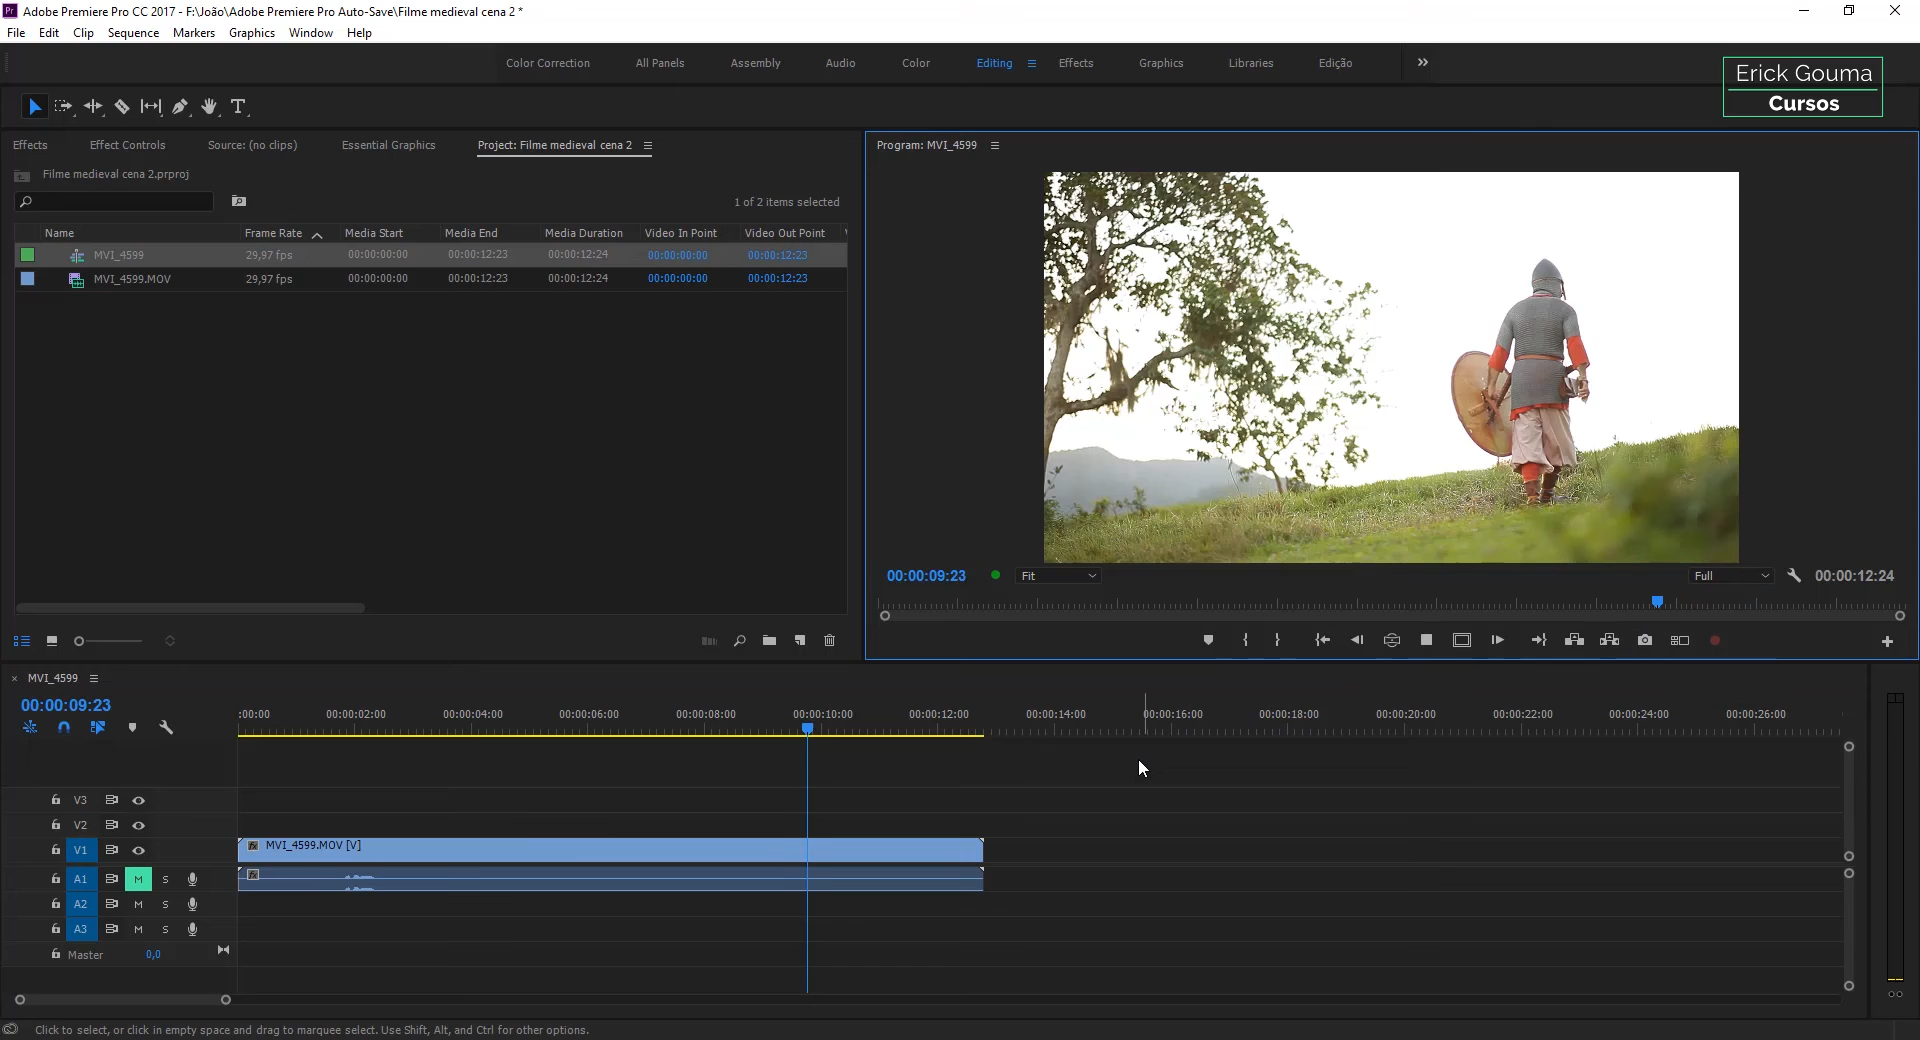 Adobe Premiere Pro CC 2017 - F:\João\Adobe Premiere Pro Auto-Save\Filme medieval cena 2 *
File Edit Clip Sequence Markers Graphics Window Help
Color Correction All Panels Assembly Audio Color Editing Effects Graphics Libraries Edição
Erick Gouma
Cursos
Effects Effect Controls Source: (no clips) Essential Graphics Project: Filme medieval cena 2
Program: MVI_4599
Filme medieval cena 2.prproj
1 of 2 items selected
Name Frame Rate Media Start Media End Media Duration Video In Point Video Out Point
MVI_4599 29,97 fps 00:00:00:00 00:00:12:23 00:00:12:24 00:00:00:00 00:00:12:23
MVI_4599.MOV 29,97 fps 00:00:00:00 00:00:12:23 00:00:12:24 00:00:00:00 00:00:12:23
00:00:09:23 Fit Full 00:00:12:24
MVI_4599
00:00:09:23
:00:00 00:00:02:00 00:00:04:00 00:00:06:00 00:00:08:00 00:00:10:00 00:00:12:00 00:00:14:00 00:00:16:00 00:00:18:00 00:00:20:00 00:00:22:00 00:00:24:00 00:00:26:00
V3
V2
V1 fx MVI_4599.MOV [V]
A1 M S fx
A2 M S
A3 M S
Master 0,0
Click to select, or click in empty space and drag to marquee select. Use Shift, Alt, and Ctrl for other options.